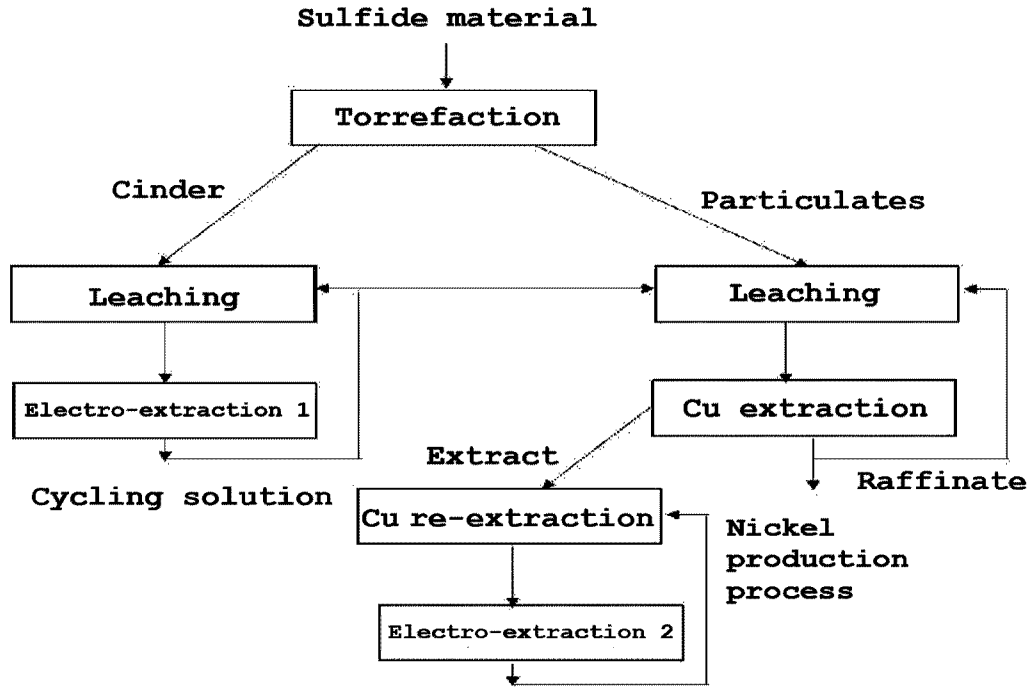 Sulfide material
Torrefaction
Cinder
Particulates
Leaching
Leaching
Electro-extraction 1
Cu extraction
Extract
Raffinate
Cycling solution
Cu re-extraction
Nickel
production
process
Electro-extraction 2